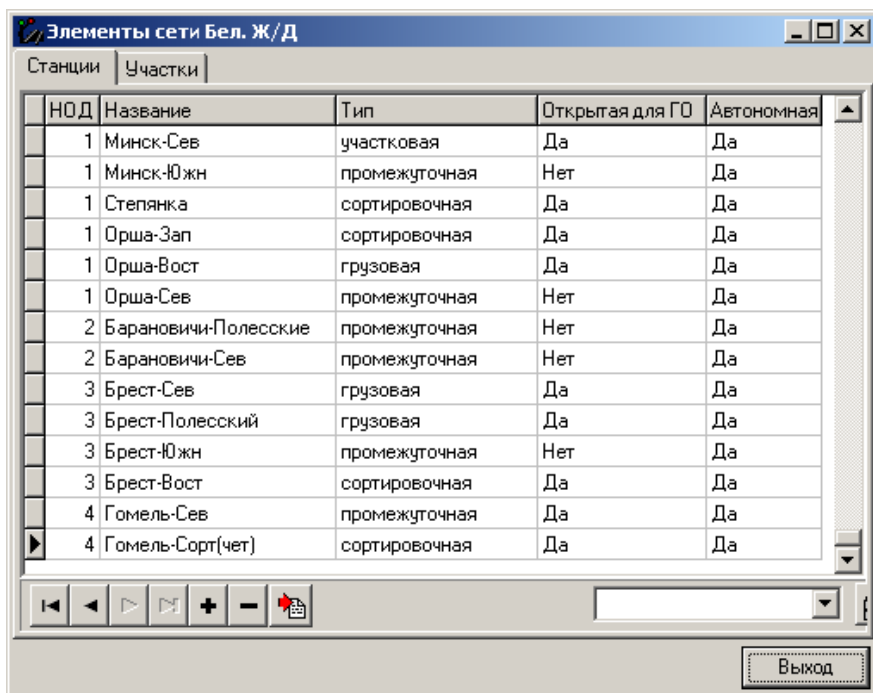 Элементы сети Бел. Ж/Д
Станции Участки
НОД Название Тип Открытая для ГО Автономная
1 Минск-Сев участковая Да Да
1 Минск-Южн промежуточная Нет Да
1 Степянка сортировочная Да Да
1 Орша-Зап сортировочная Да Да
1 Орша-Вост грузовая Да Да
1 Орша-Сев промежуточная Нет Да
2 Барановичи-Полесские промежуточная Нет Да
2 Барановичи-Сев промежуточная Нет Да
3 Брест-Сев грузовая Да Да
3 Брест-Полесский грузовая Да Да
3 Брест-Южн промежуточная Нет Да
3 Брест-Вост сортировочная Да Да
4 Гомель-Сев промежуточная Да Да
4 Гомель-Сорт(чет) сортировочная Да Да
Выход